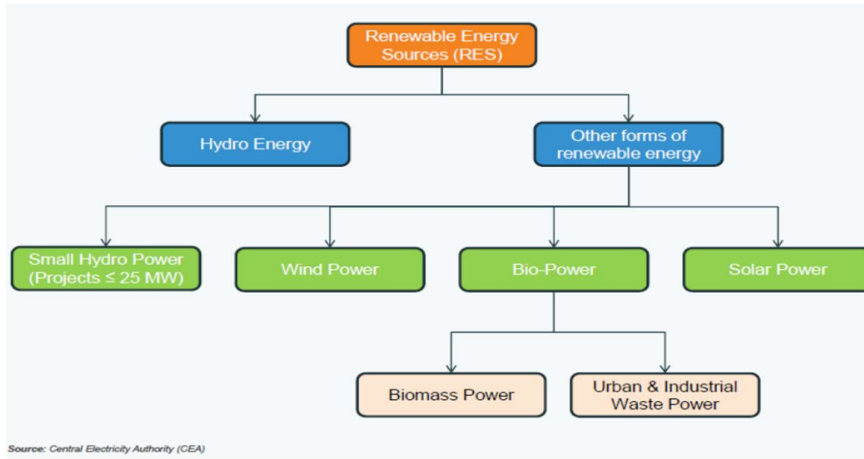 Renewable Energy
Sources (RES)
Hydro Energy
Other forms of
renewable energy
Small Hydro Power
(Projects ≤ 25 MW)
Wind Power
Bio-Power
Solar Power
Biomass Power
Urban & Industrial
Waste Power
Source: Central Electricity Authority (CEA)